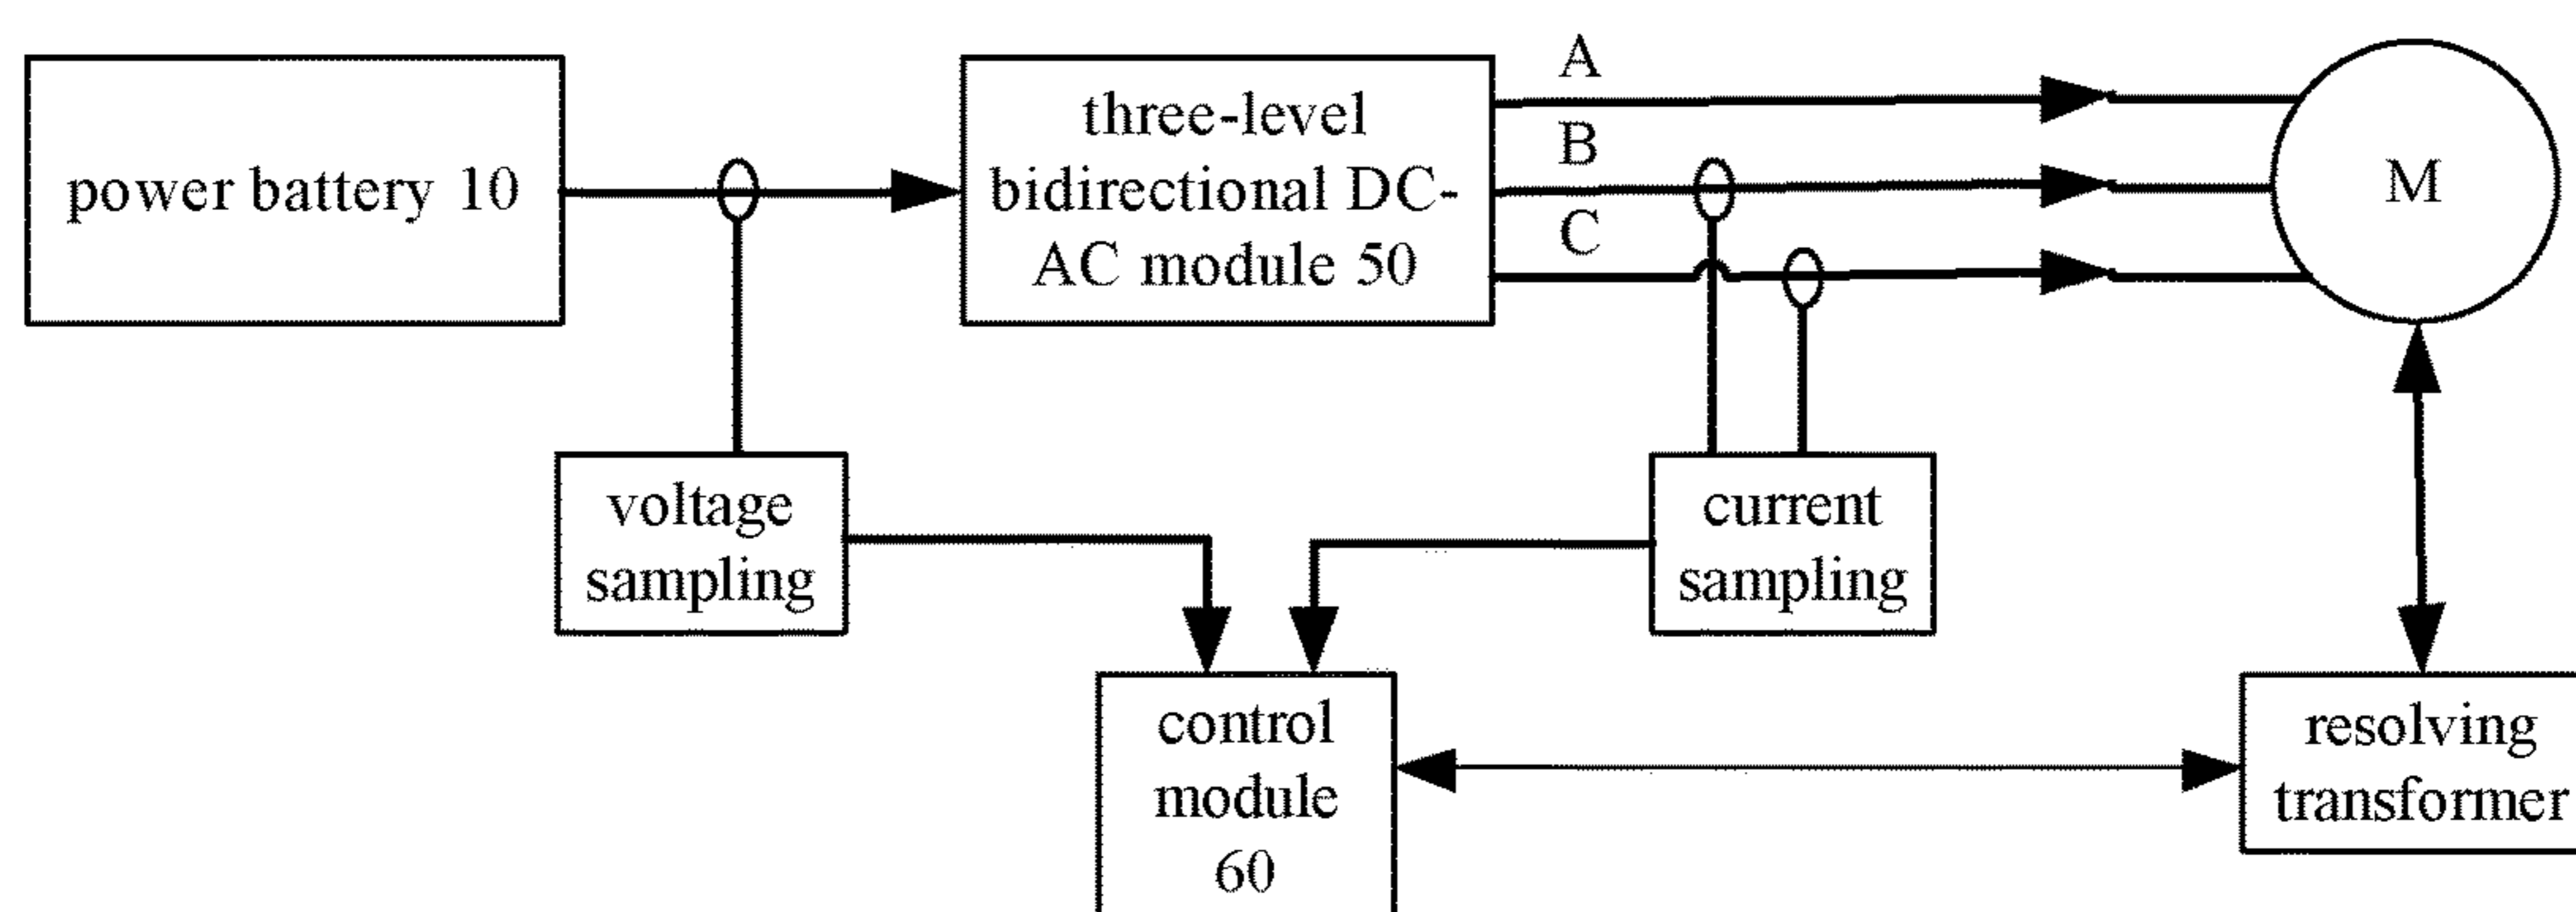 power battery 10
three-level
bidirectional DC-
AC module 50
A
B
C
M
voltage
sampling
current
sampling
control
module
60
resolving
transformer